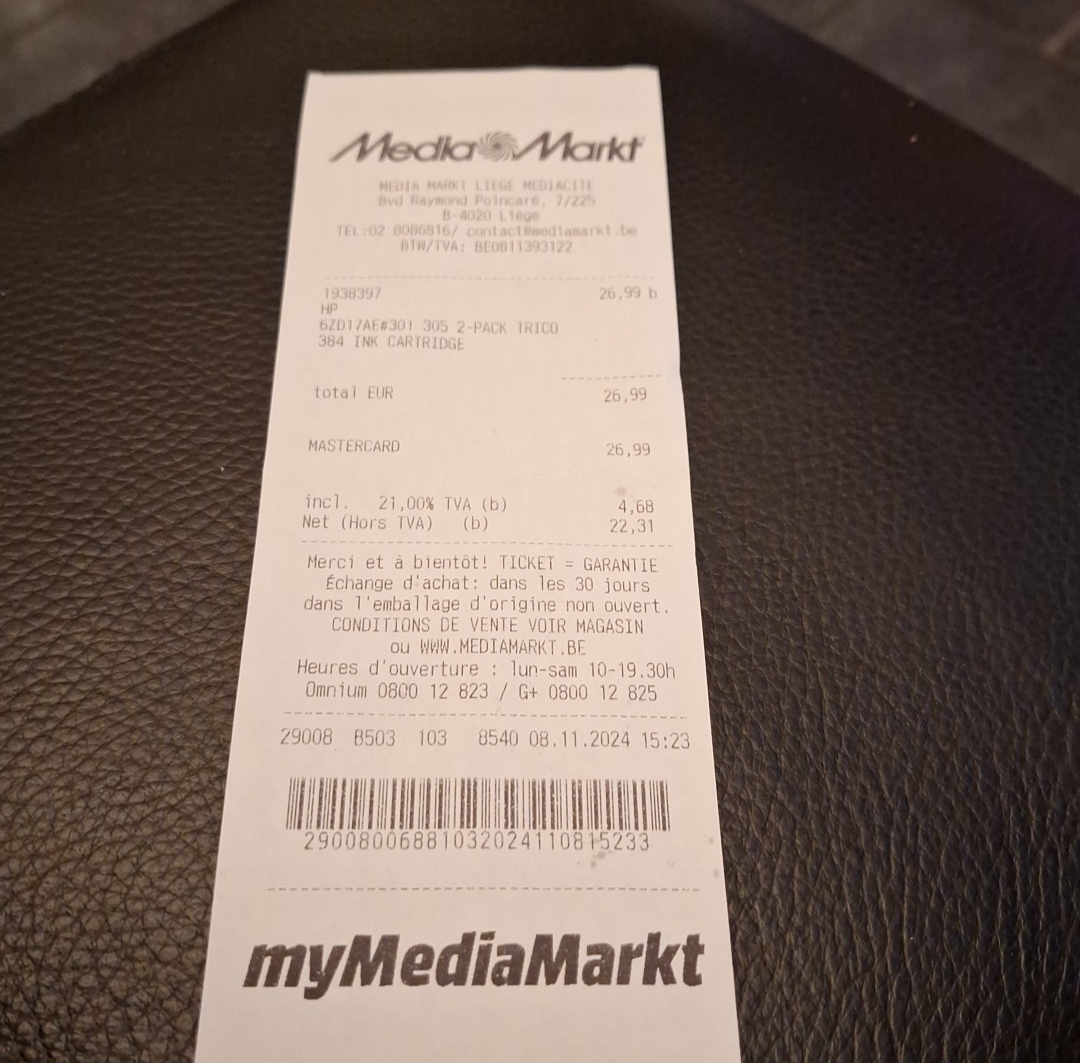 Media Markt
MEDIA MARKT LIEGE MEDIACITE
Bvd Raymond Poincaré, 7/225
B-4020 Liège
TEL:02 8086816/ contact@mediamarkt.be
BTW/TVA: BE0811393122
1938397 26,99 b
HP
6ZD17AE#301 305 2-PACK TRICO
384 INK CARTRIDGE
total EUR 26,99
MASTERCARD 26,99
incl. 21,00% TVA (b) 4,68
Net (Hors TVA) (b) 22,31
Merci et à bientôt! TICKET = GARANTIE
Échange d'achat: dans les 30 jours
dans l'emballage d'origine non ouvert.
CONDITIONS DE VENTE VOIR MAGASIN
ou WWW.MEDIAMARKT.BE
Heures d'ouverture : lun-sam 10-19.30h
Omnium 0800 12 823 / G+ 0800 12 825
29008 B503 103 8540 08.11.2024 15:23
29008006881032024110815233
myMediaMarkt